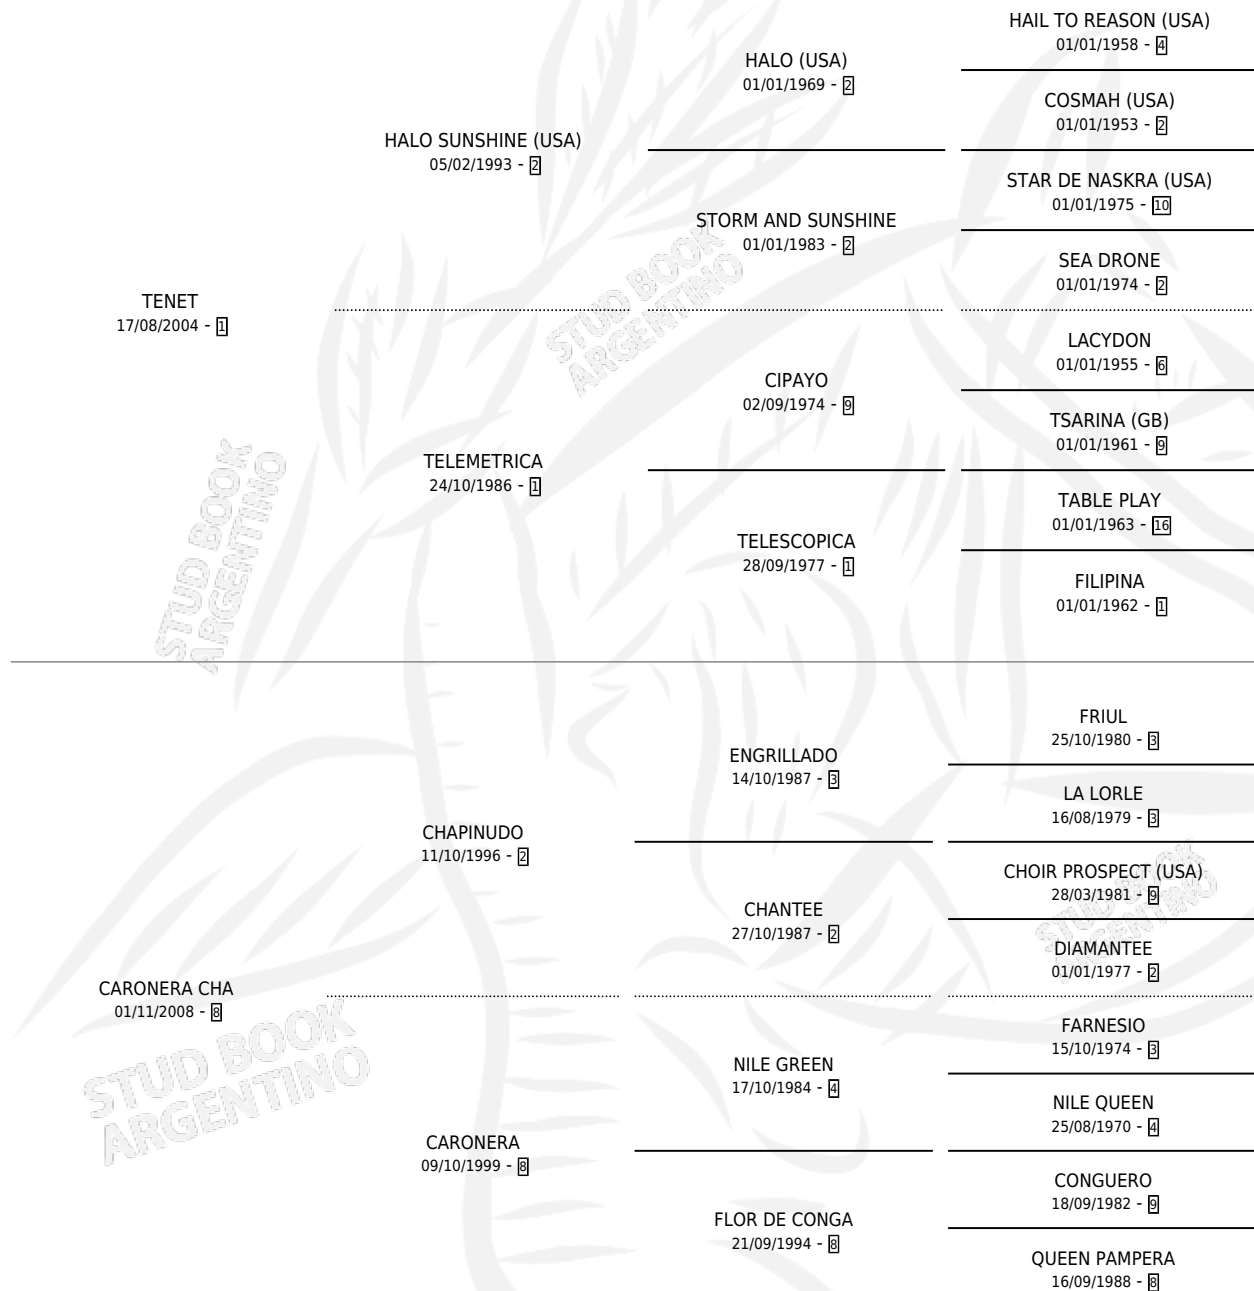 HAIL TO REASON (USA)
01/01/1958 - 4
HALO (USA)
01/01/1969 - 2
COSMAH (USA)
01/01/1953 - 2
HALO SUNSHINE (USA)
05/02/1993 - 2
STAR DE NASKRA (USA)
01/01/1975 - 10
STORM AND SUNSHINE
01/01/1983 - 2
SEA DRONE
01/01/1974 - 2
TENET
17/08/2004 - 1
LACYDON
01/01/1955 - 6
CIPAYO
02/09/1974 - 9
TSARINA (GB)
01/01/1961 - 9
TELEMETRICA
24/10/1986 - 1
TABLE PLAY
01/01/1963 - 16
TELESCOPICA
28/09/1977 - 1
FILIPINA
01/01/1962 - 1
FRIUL
25/10/1980 - 3
ENGRILLADO
14/10/1987 - 3
LA LORLE
16/08/1979 - 3
CHAPINUDO
11/10/1996 - 2
CHOIR PROSPECT (USA)
28/03/1981 - 9
CHANTEE
27/10/1987 - 2
DIAMANTEE
01/01/1977 - 2
CARONERA CHA
01/11/2008 - 8
FARNESIO
15/10/1974 - 3
NILE GREEN
17/10/1984 - 4
NILE QUEEN
25/08/1970 - 4
CARONERA
09/10/1999 - 8
CONGUERO
18/09/1982 - 9
FLOR DE CONGA
21/09/1994 - 8
QUEEN PAMPERA
16/09/1988 - 8
STUD BOOK
ARGENTINO
STUD BOOK
ARGENTINO
STUD BOOK
ARGENTINO
STUD BOOK
ARGENTINO